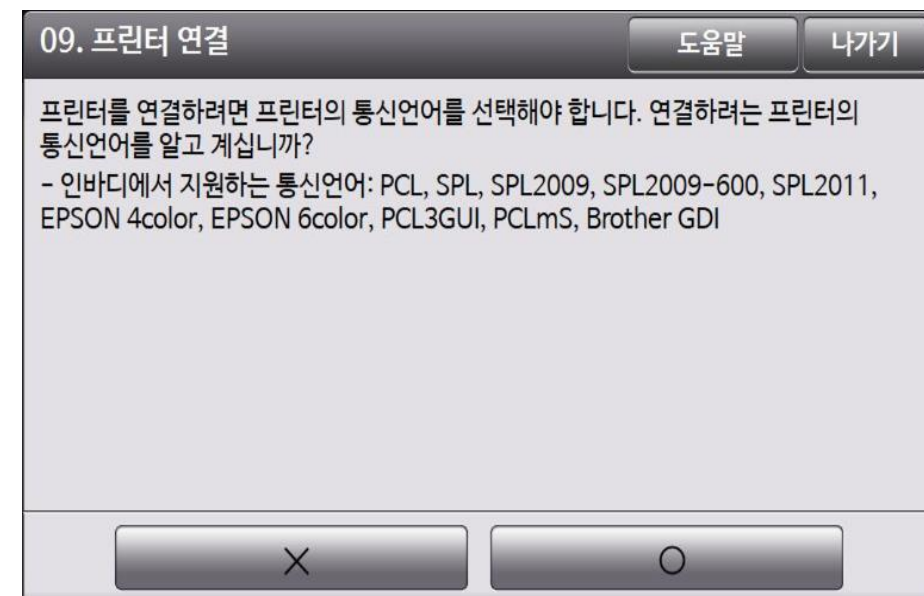 09. 프린터 연결
도움말
나가기
프린터를 연결하려면 프린터의 통신언어를 선택해야 합니다. 연결하려는 프린터의
통신언어를 알고 계십니까?
- 인바디에서 지원하는 통신언어: PCL, SPL, SPL2009, SPL2009-600, SPL2011,
EPSON 4color, EPSON 6color, PCL3GUI, PCLmS, Brother GDI
X
O